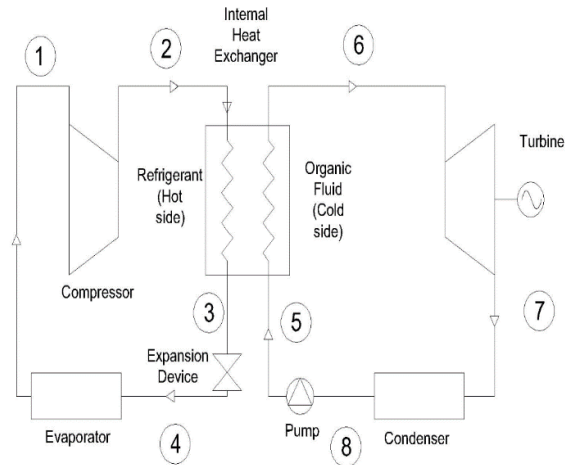 Internal
Heat
Exchanger
1
2
6
Turbine
Refrigerant
(Hot
side)
Organic
Fluid
(Cold
side)
Compressor
3
5
7
Expansion
Device
Evaporator
4
Pump
8
Condenser